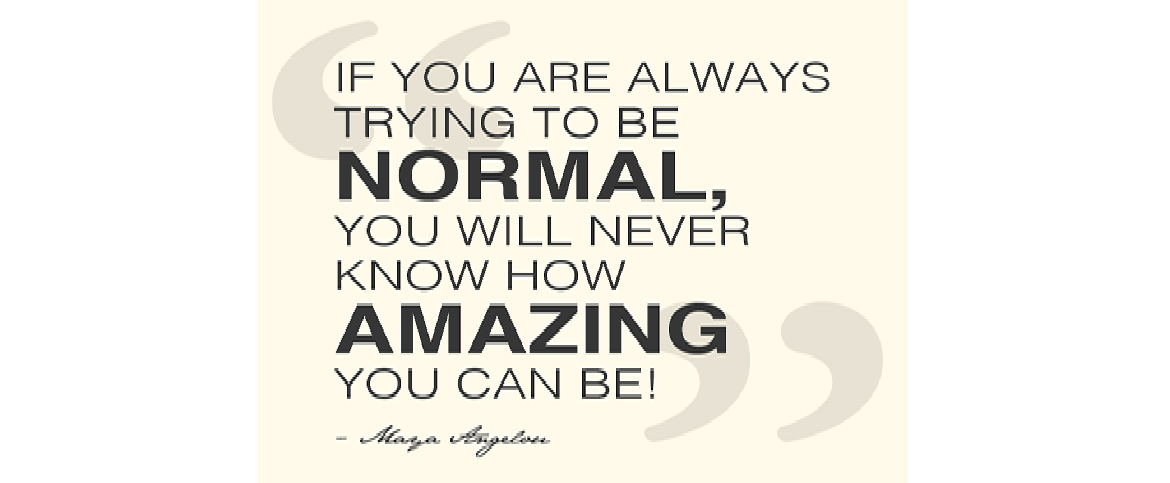 IF YOU ARE ALWAYS
TRYING TO BE
NORMAL,
YOU WILL NEVER
KNOW HOW
AMAZING
YOU CAN BE!
- Maya Angelou